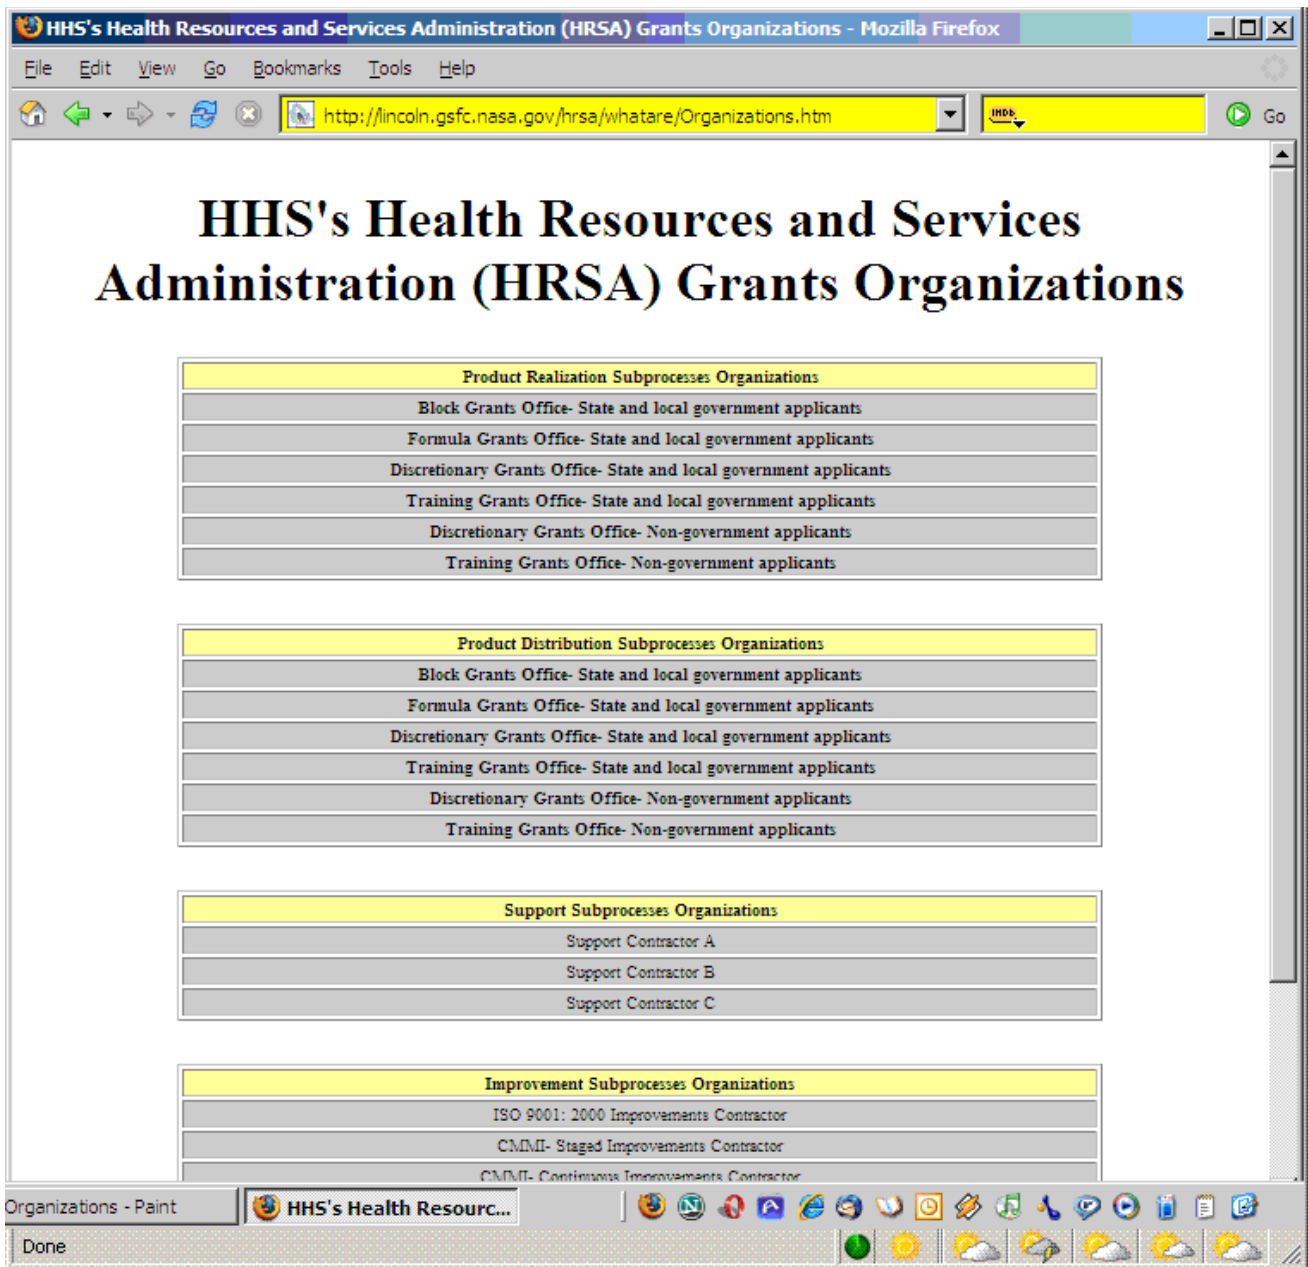 HHS's Health Resources and Services Administration (HRSA) Grants Organizations - Mozilla Firefox
File Edit View Go Bookmarks Tools Help
http://lincoln.gsfc.nasa.gov/hrsa/whatare/Organizations.htm IMDb Go
HHS's Health Resources and Services
Administration (HRSA) Grants Organizations
Product Realization Subprocesses Organizations
Block Grants Office- State and local government applicants
Formula Grants Office- State and local government applicants
Discretionary Grants Office- State and local government applicants
Training Grants Office- State and local government applicants
Discretionary Grants Office- Non-government applicants
Training Grants Office- Non-government applicants
Product Distribution Subprocesses Organizations
Block Grants Office- State and local government applicants
Formula Grants Office- State and local government applicants
Discretionary Grants Office- State and local government applicants
Training Grants Office- State and local government applicants
Discretionary Grants Office- Non-government applicants
Training Grants Office- Non-government applicants
Support Subprocesses Organizations
Support Contractor A
Support Contractor B
Support Contractor C
Improvement Subprocesses Organizations
ISO 9001: 2000 Improvements Contractor
CMMI- Staged Improvements Contractor
CMMI- Continuous Improvements Contractor
Organizations - Paint HHS's Health Resourc...
Done